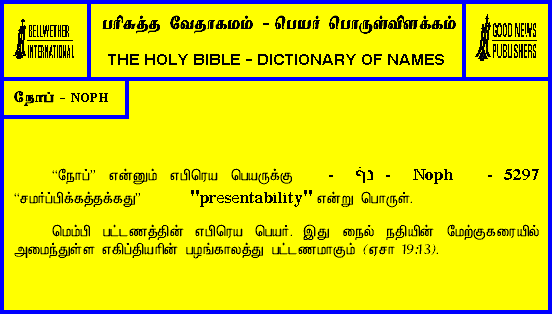 BELLWETHER
INTERNATIONAL
பரிசுத்த வேதாகமம் - பெயர் பொருள்விளக்கம்
THE HOLY BIBLE - DICTIONARY OF NAMES
GOOD NEWS
PUBLISHERS
நோப் - NOPH
“நோப்” என்னும் எபிரெய பெயருக்கு - נֹף - Noph - 5297
“சமர்ப்பிக்கத்தக்கது” "presentability" என்று பொருள்.
மெம்பி பட்டணத்தின் எபிரெய பெயர். இது நைல் நதியின் மேற்குகரையில்
அமைந்துள்ள எகிப்தியரின் பழங்காலத்து பட்டணமாகும் (ஏசா 19:13).